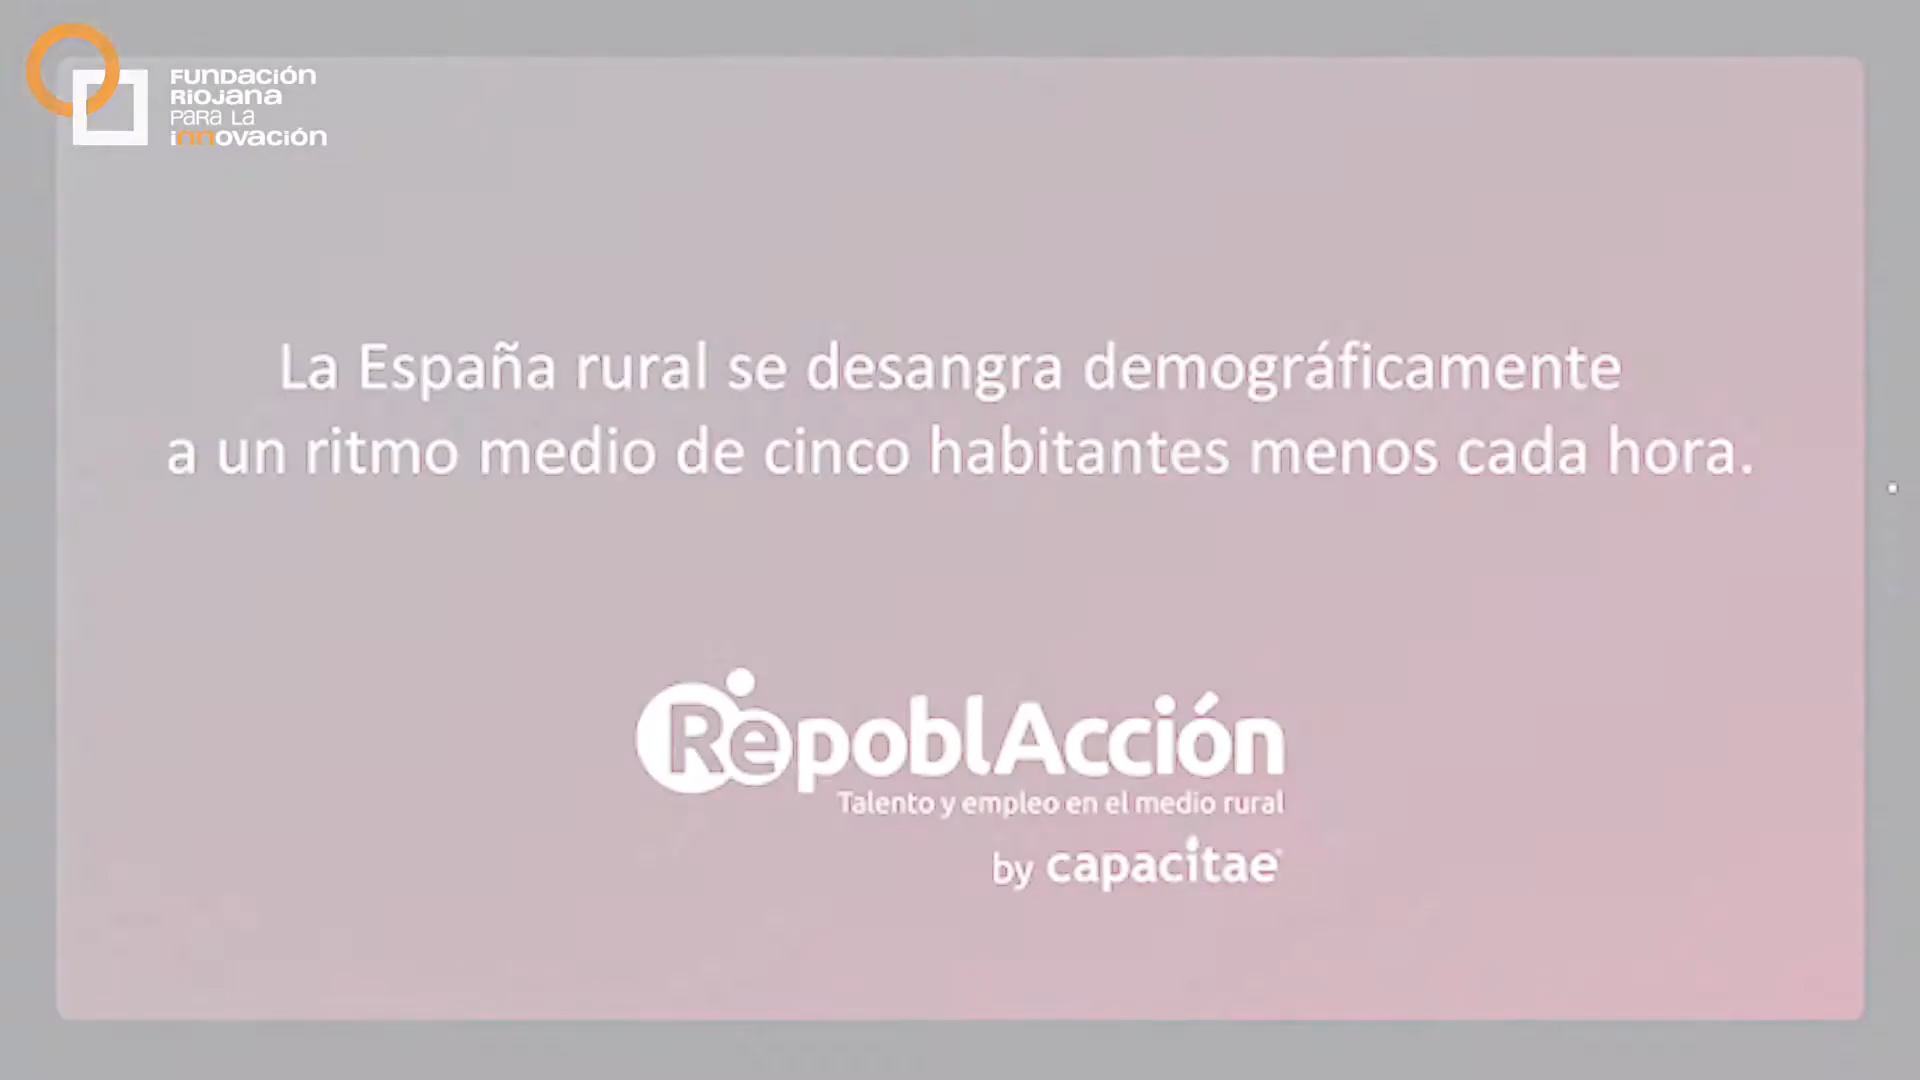 FUNDACIÓN
RIOJANA
PARA LA
INNOVACIÓN
La España rural se desangra demográficamente
a un ritmo medio de cinco habitantes menos cada hora.
RepoblAcción
Talento y empleo en el medio rural
by capacitae